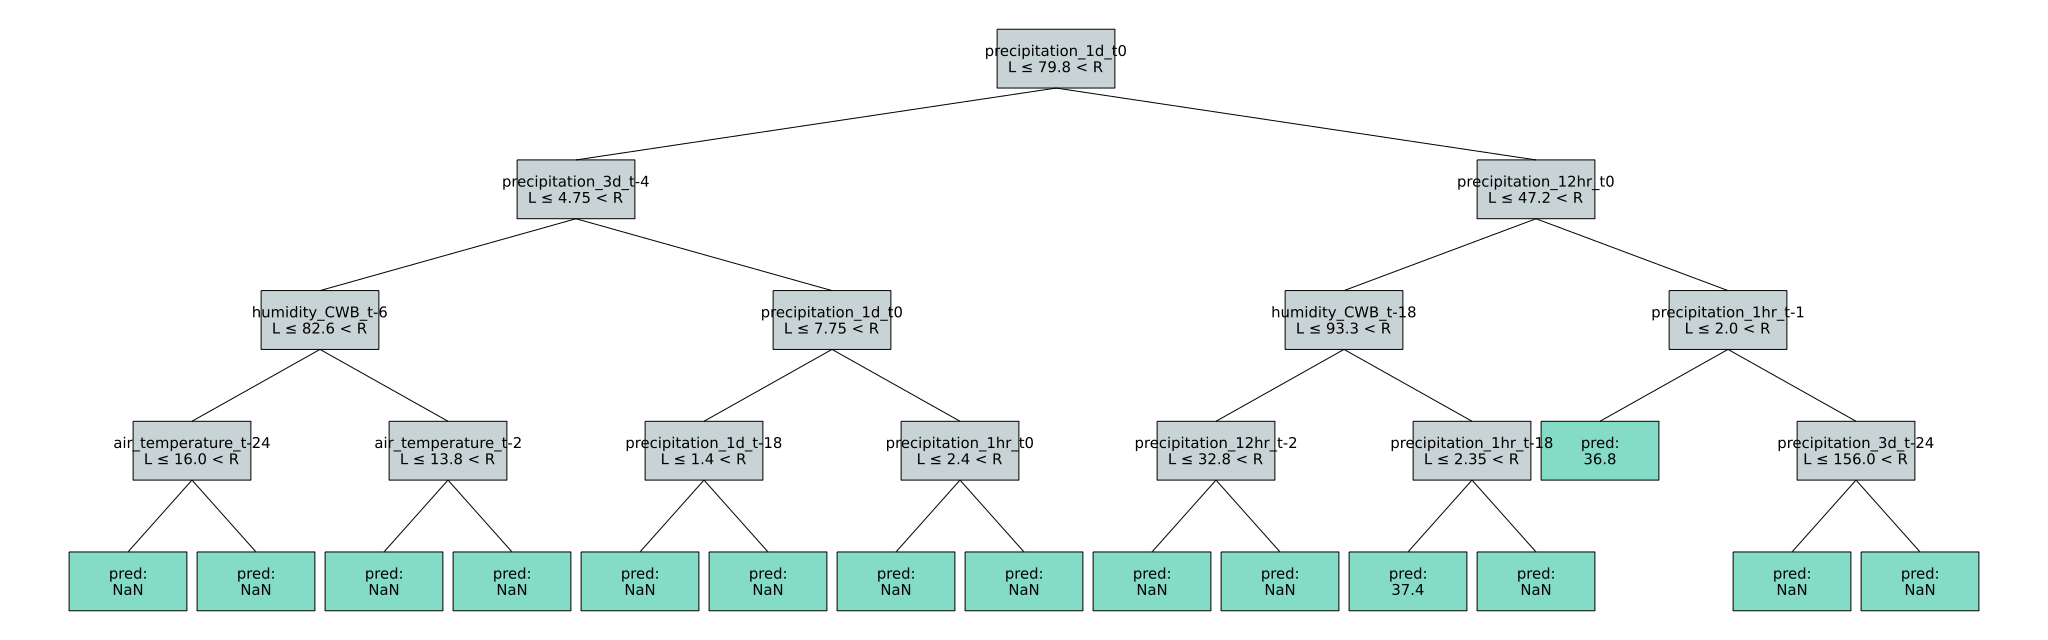 precipitation_1d_t0
L ≤ 79.8 < R
precipitation_3d_t-4
L ≤ 4.75 < R
precipitation_12hr_t0
L ≤ 47.2 < R
humidity_CWB_t-6
L ≤ 82.6 < R
precipitation_1d_t0
L ≤ 7.75 < R
humidity_CWB_t-18
L ≤ 93.3 < R
precipitation_1hr_t-1
L ≤ 2.0 < R
air_temperature_t-24
L ≤ 16.0 < R
air_temperature_t-2
L ≤ 13.8 < R
precipitation_1d_t-18
L ≤ 1.4 < R
precipitation_1hr_t0
L ≤ 2.4 < R
precipitation_12hr_t-2
L ≤ 32.8 < R
precipitation_1hr_t-18
L ≤ 2.35 < R
pred:
36.8
precipitation_3d_t-24
L ≤ 156.0 < R
pred:
NaN
pred:
NaN
pred:
NaN
pred:
NaN
pred:
NaN
pred:
NaN
pred:
NaN
pred:
NaN
pred:
NaN
pred:
NaN
pred:
37.4
pred:
NaN
pred:
NaN
pred:
NaN